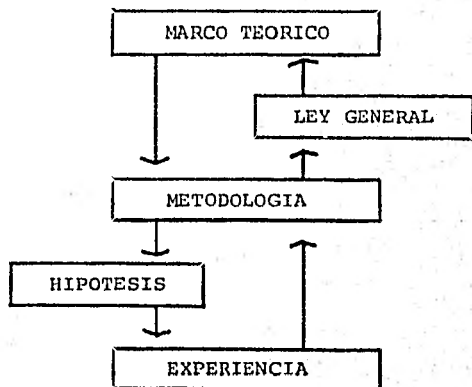 MARCO TEORICO
LEY GENERAL
METODOLOGIA
HIPOTESIS
EXPERIENCIA